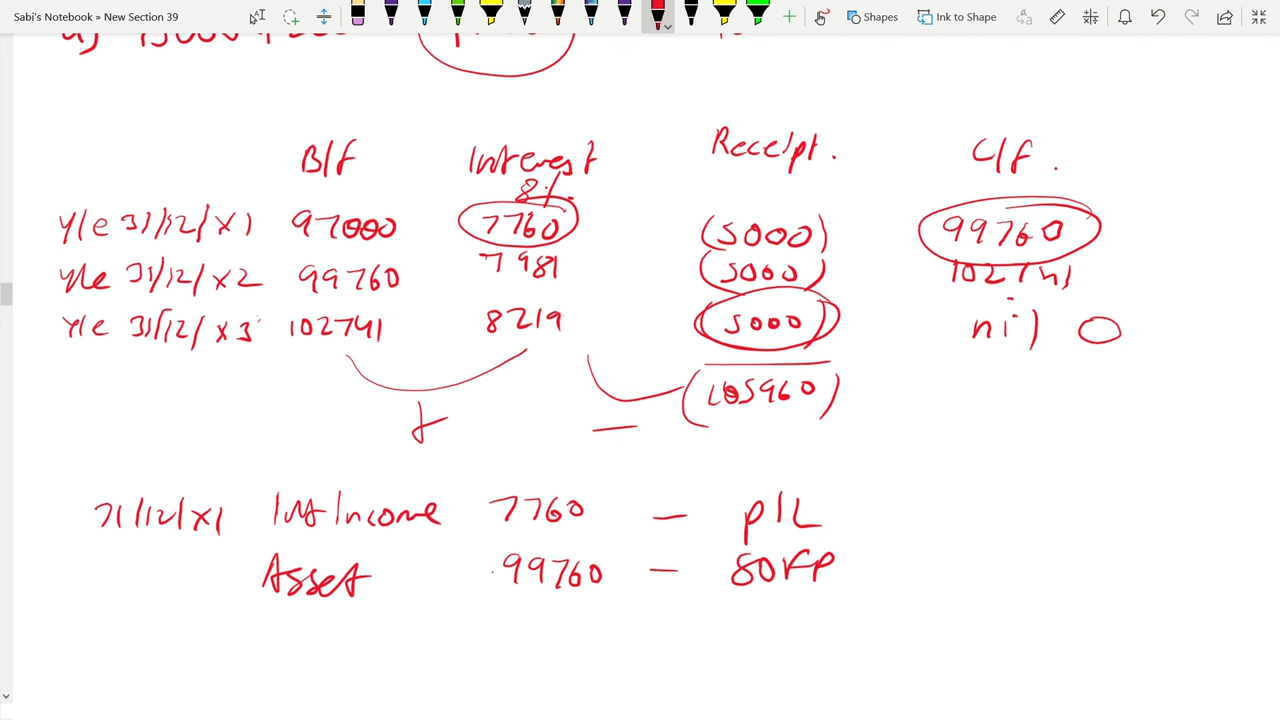 Sabi's Notebook » New Section 39
Shapes
Ink to Shape
B/f Interest Receipt. C/f.
8%
y/e 31/12/x1 97000 7760 (5000) 99760
y/e 31/12/x2 99760 7981 (5000) 102741
y/e 31/12/x3 102741 8219 (5000) nil 0
(105960)
+ −
31/12/x1 Int Income 7760 − P/L
Asset 99760 − SOFP